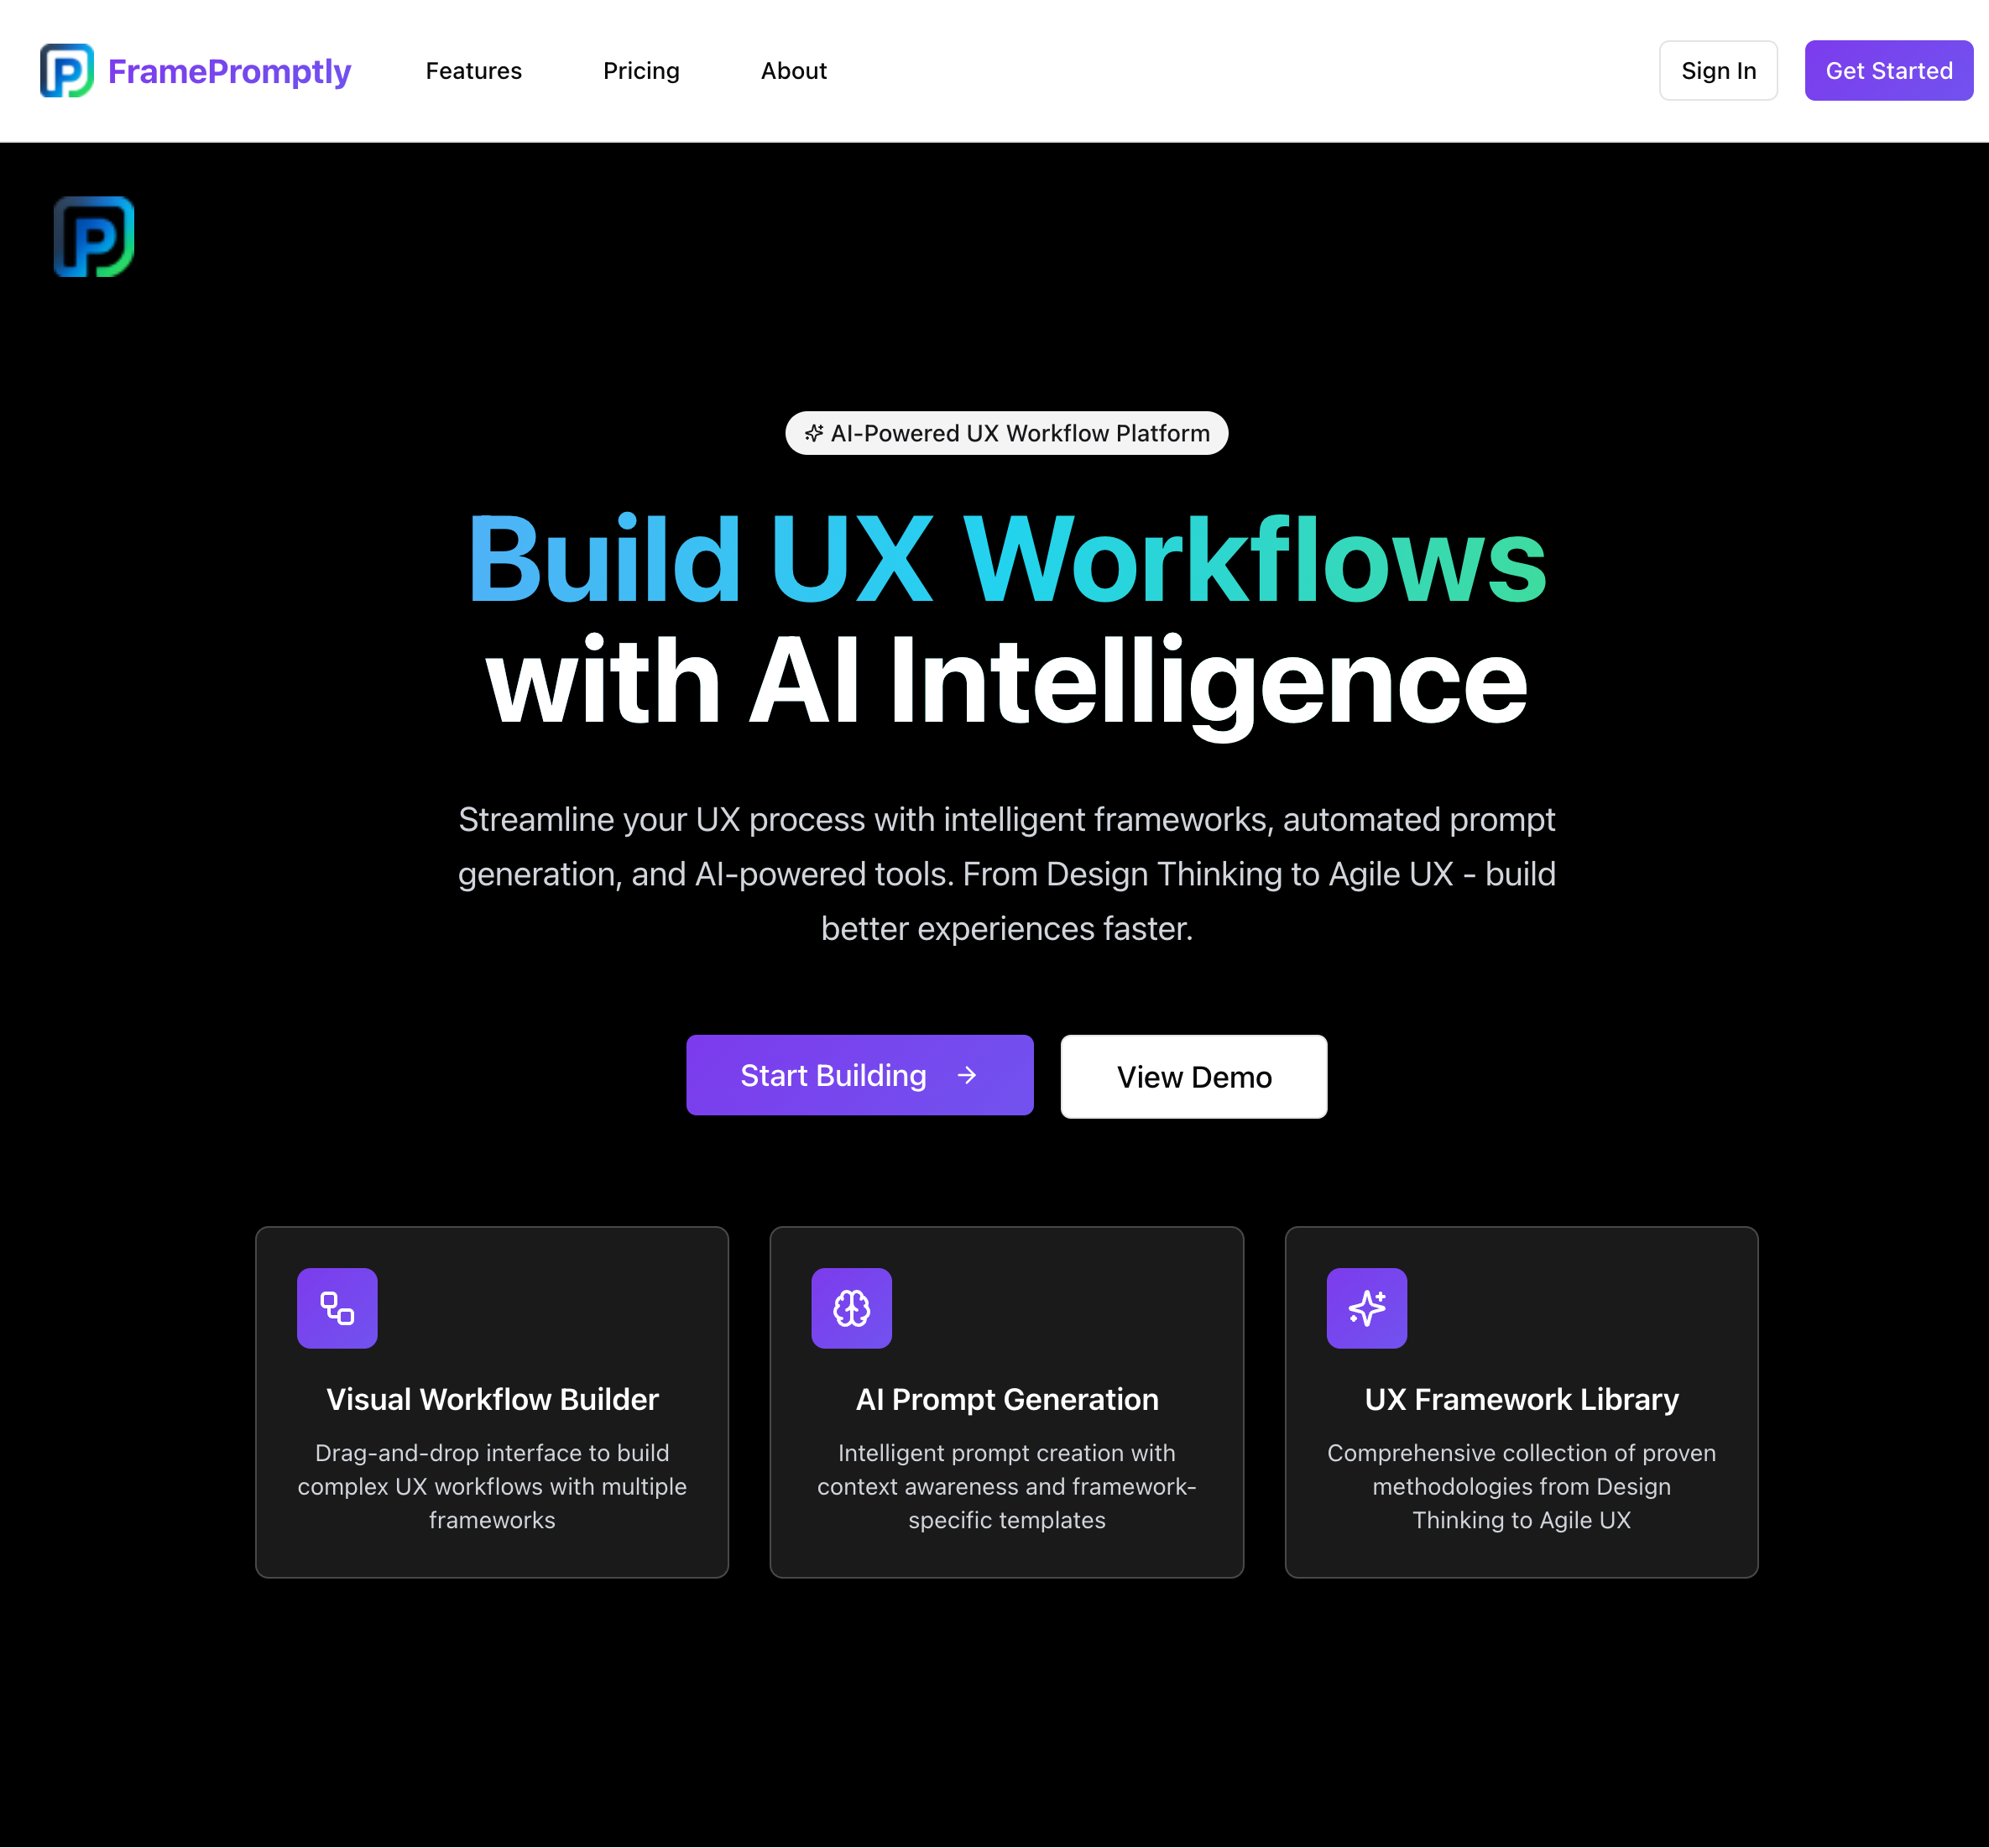 FramePromptly
Features
Pricing
About
Sign In
Get Started
AI-Powered UX Workflow Platform
Build UX Workflows
with AI Intelligence
Streamline your UX process with intelligent frameworks, automated prompt
generation, and AI-powered tools. From Design Thinking to Agile UX - build
better experiences faster.
Start Building →
View Demo
Visual Workflow Builder
Drag-and-drop interface to build
complex UX workflows with multiple
frameworks
AI Prompt Generation
Intelligent prompt creation with
context awareness and framework-
specific templates
UX Framework Library
Comprehensive collection of proven
methodologies from Design
Thinking to Agile UX